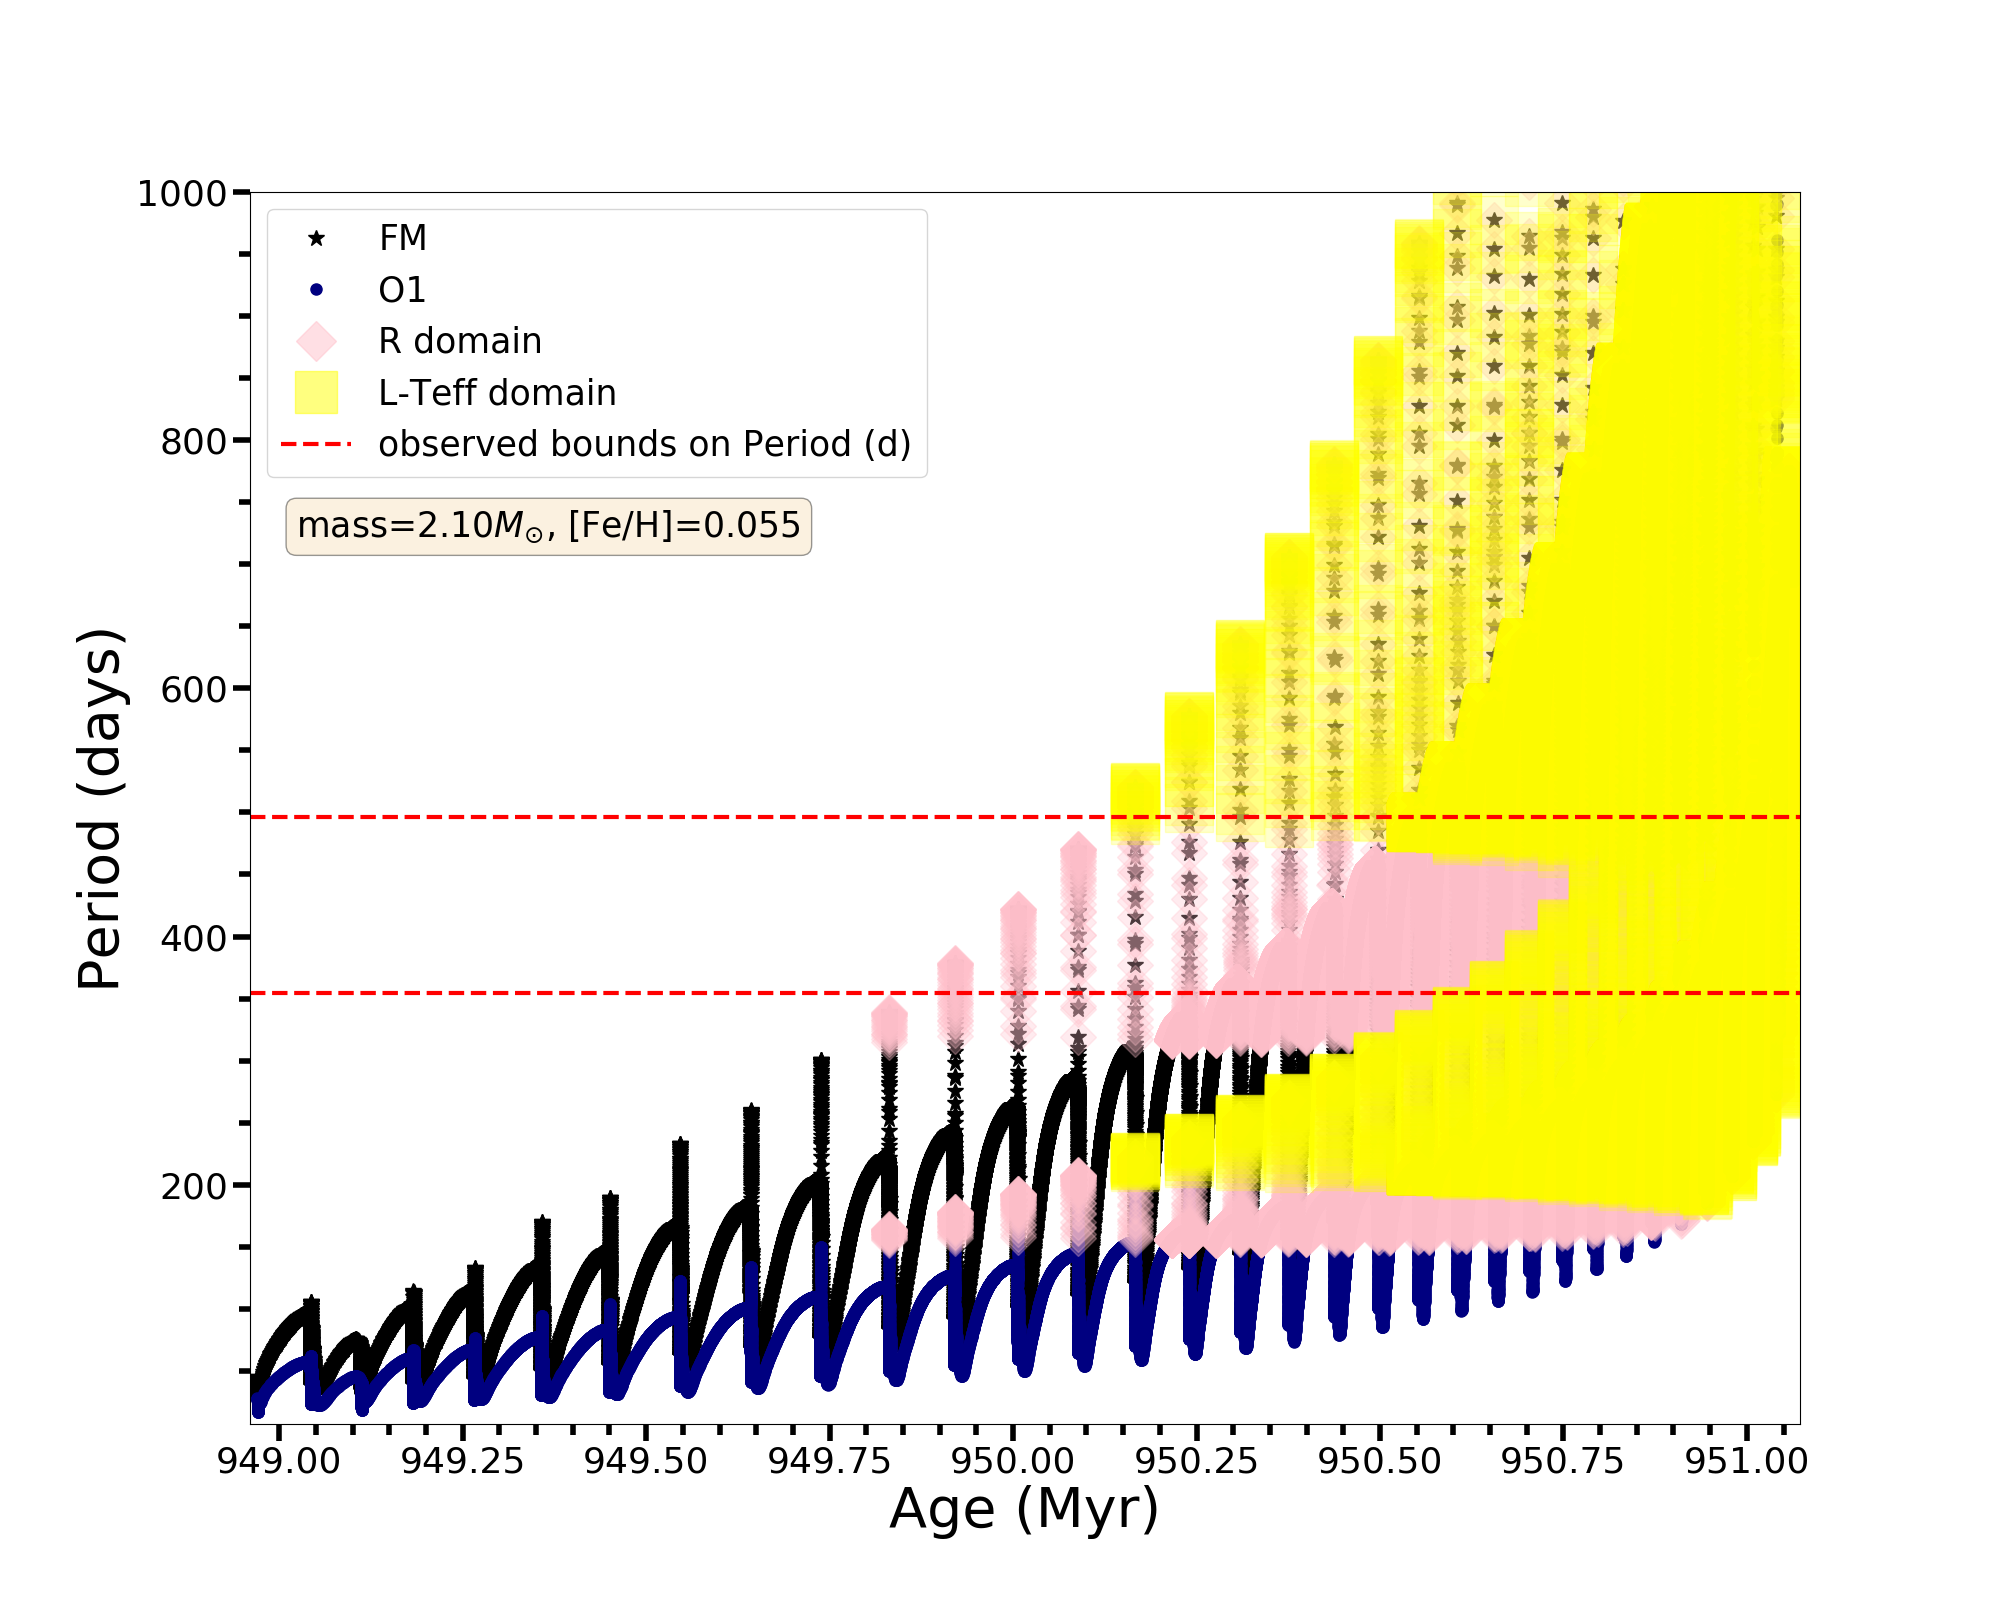 1000
800
600
400
200
Period (days)
FM
O1
R domain
L-Teff domain
observed bounds on Period (d)
mass=2.10M⊙, [Fe/H]=0.055
949.00 949.25 949.50 949.75 950.00 950.25 950.50 950.75 951.00
Age (Myr)